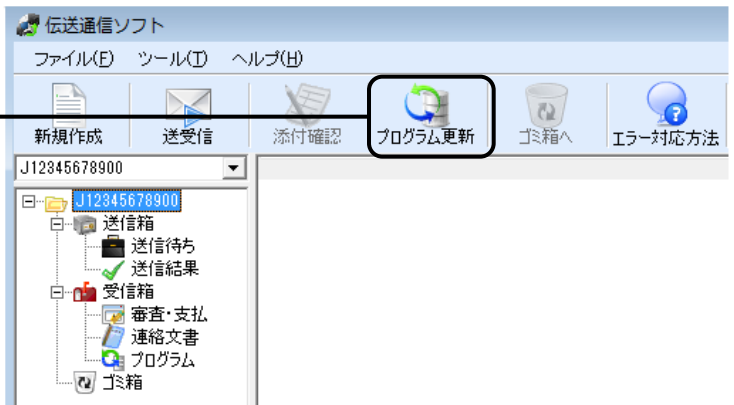 伝送通信ソフト
ファイル(F) ツール(T) ヘルプ(H)
新規作成 送受信 添付確認 プログラム更新 ゴミ箱へ エラー対応方法
J12345678900
J12345678900
送信箱
送信待ち
送信結果
受信箱
審査・支払
連絡文書
プログラム
ゴミ箱